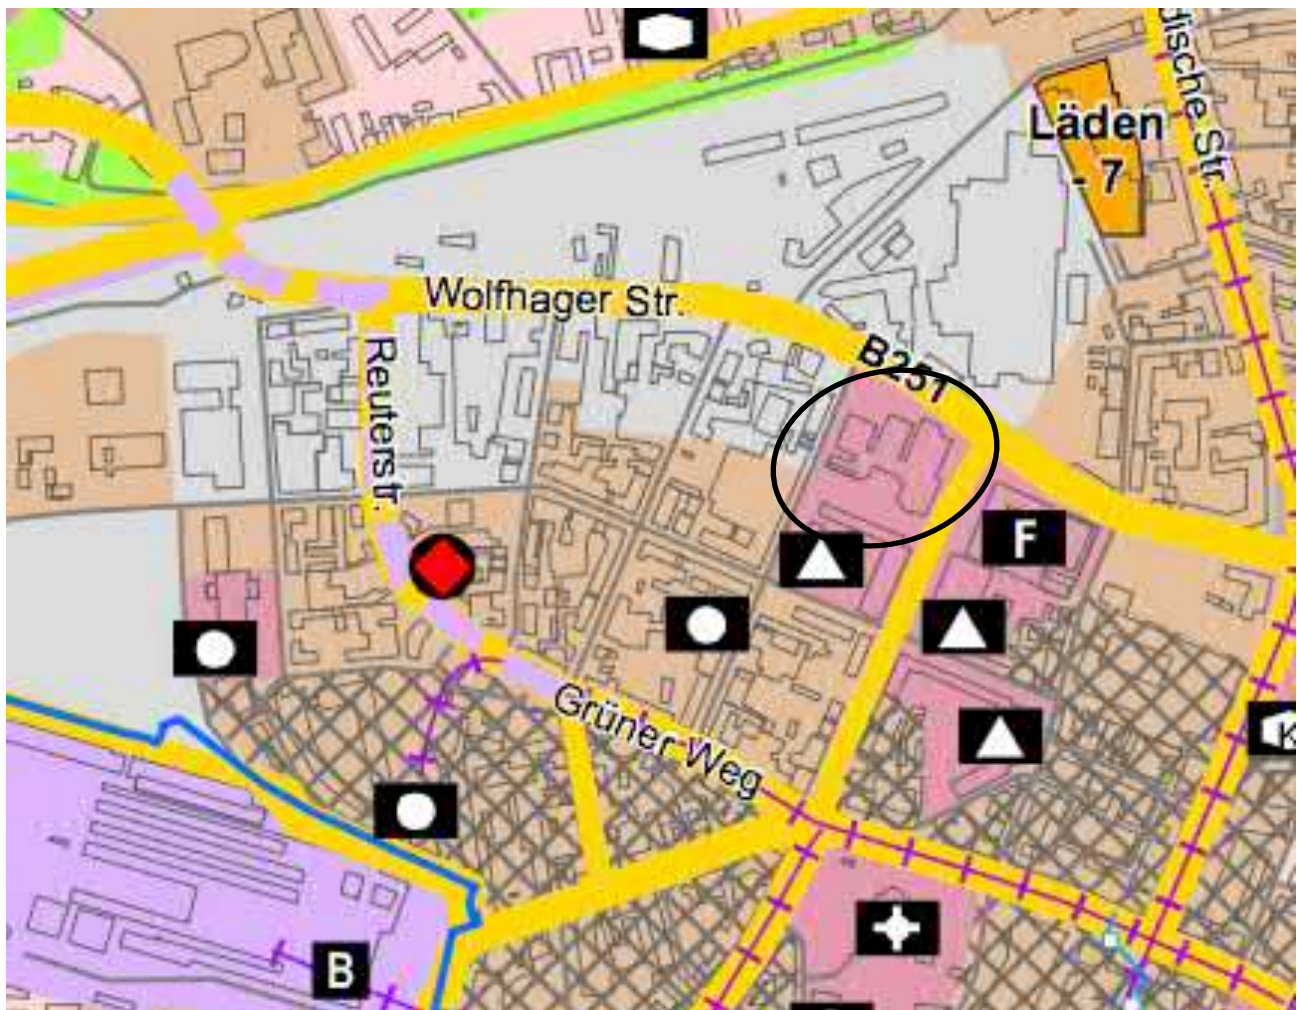 Läden
- 7
dische Str.
Wolfhager Str.
B251
Reuterstr.
F
Grüner Weg
K
B